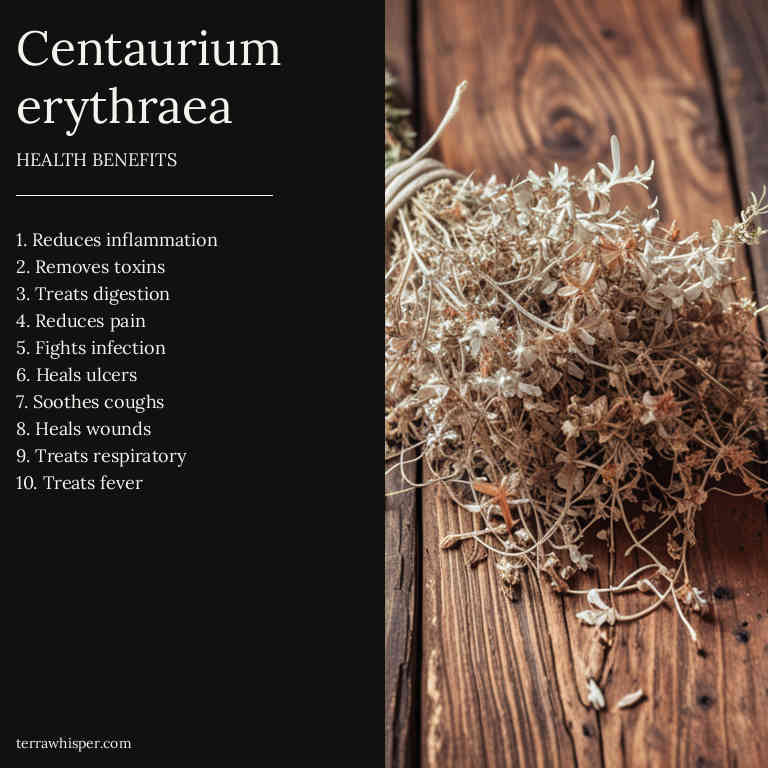 Centaurium
erythraea
HEALTH BENEFITS
1. Reduces inflammation
2. Removes toxins
3. Treats digestion
4. Reduces pain
5. Fights infection
6. Heals ulcers
7. Soothes coughs
8. Heals wounds
9. Treats respiratory
10. Treats fever
terrawhisper.com